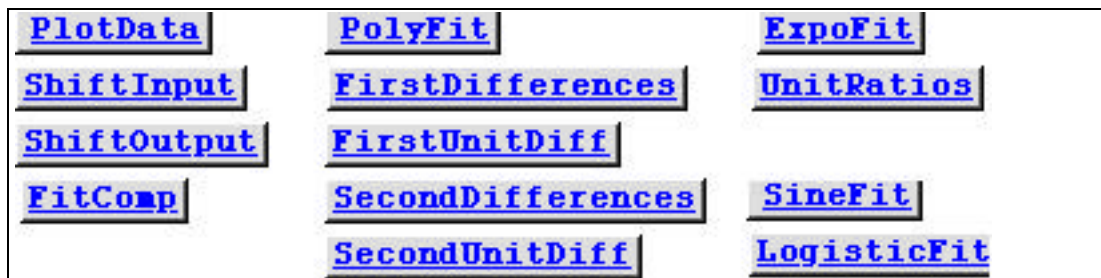 PlotData PolyFit ExpoFit
ShiftInput FirstDifferences UnitRatios
ShiftOutput FirstUnitDiff
FitComp SecondDifferences SineFit
SecondUnitDiff LogisticFit